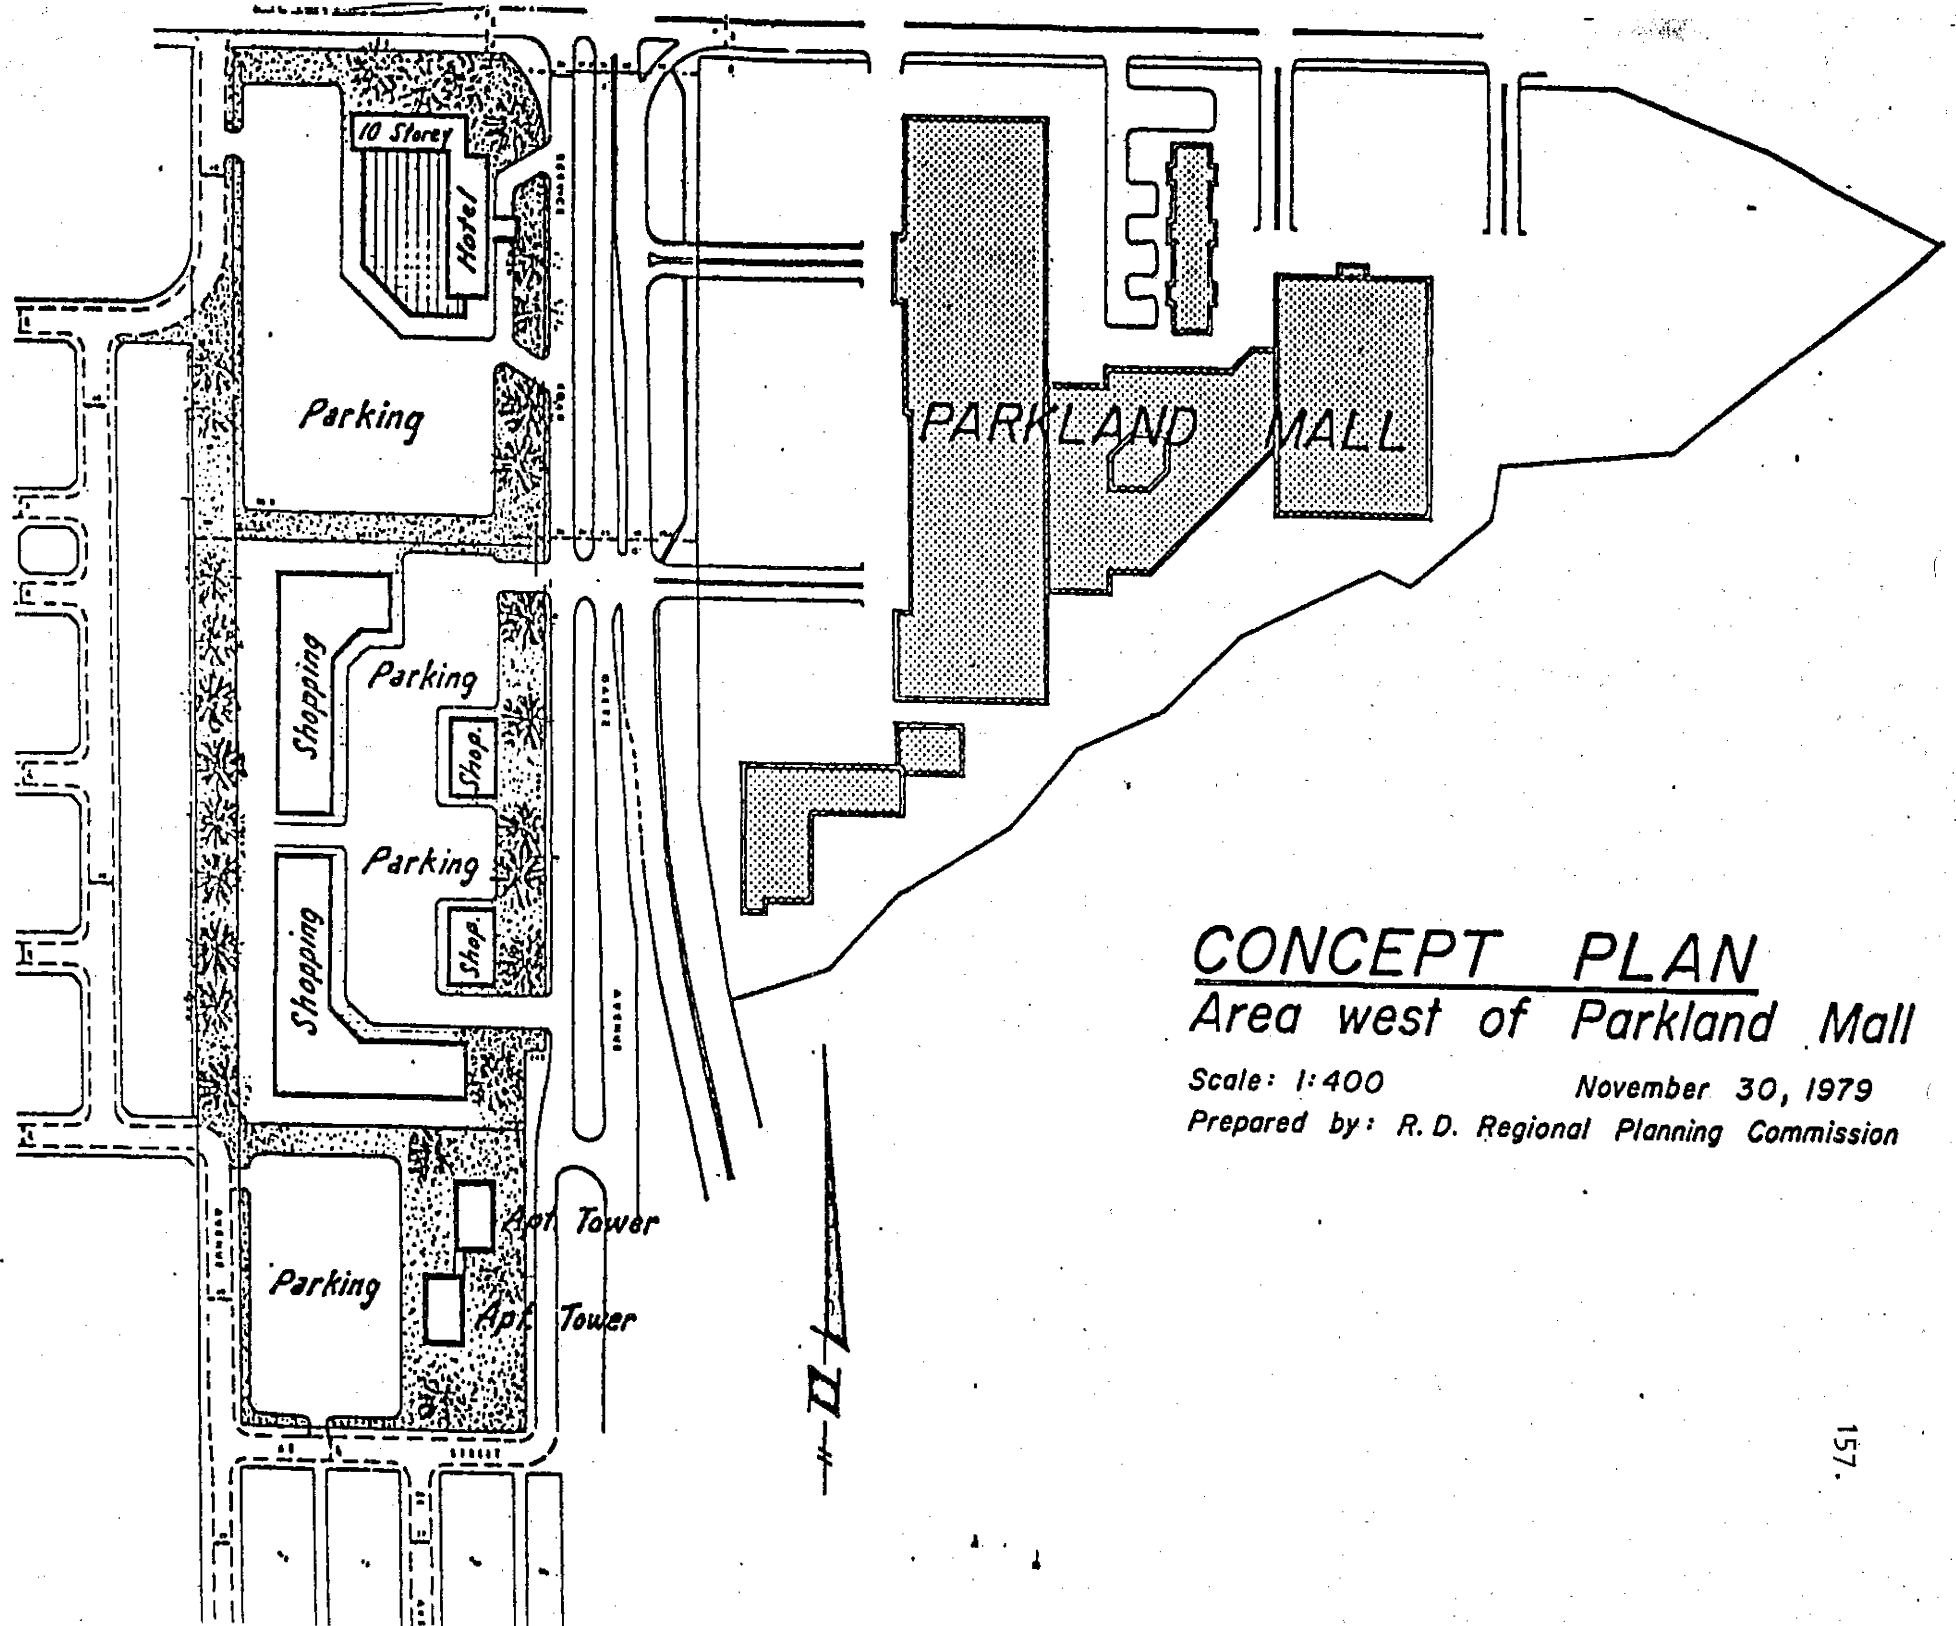 10 Storey
Hotel
Parking
PARKLAND MALL
Shopping
Parking
Shop.
Parking
Shopping
Shop.
CONCEPT PLAN
Area west of Parkland Mall
Scale: 1:400 November 30, 1979
Prepared by: R. D. Regional Planning Commission
Apt. Tower
Parking
Apt. Tower
157.